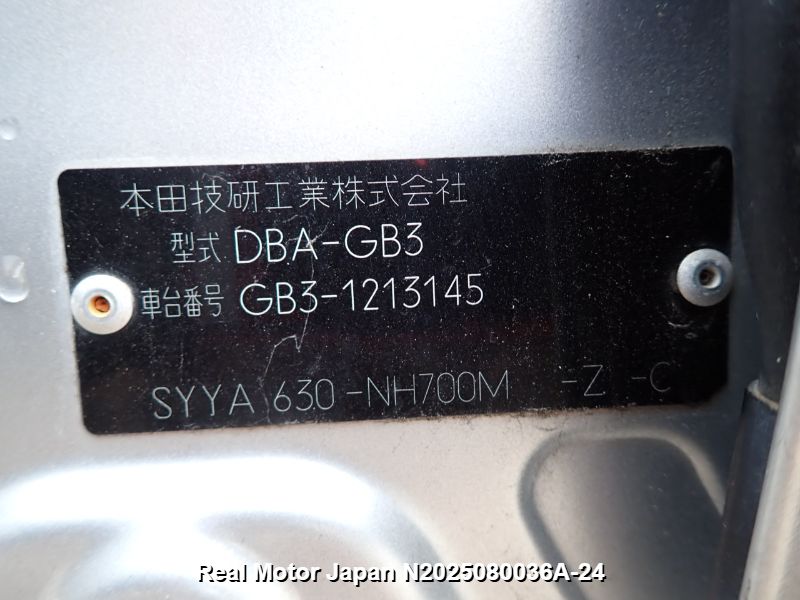 本田技研工業株式会社
型式 DBA-GB3
車台番号 GB3-1213145
SYYA 630 -NH700M -Z -C
Real Motor Japan N2025080036A-24